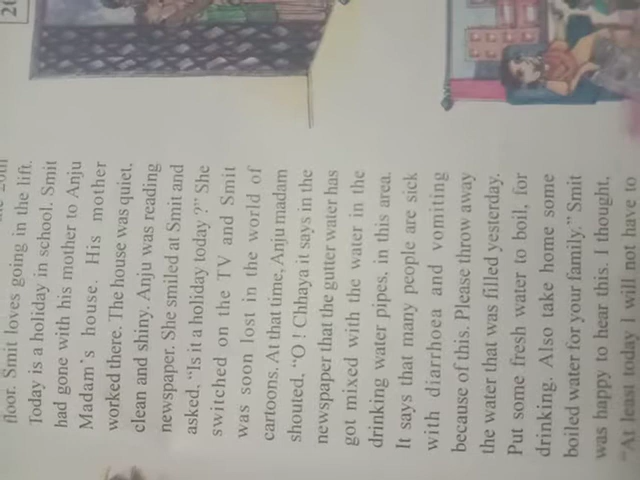 20
floor. Smit loves going in the lift.
Today is a holiday in school. Smit
had gone with his mother to Anju
Madam's house. His mother
worked there. The house was quiet,
clean and shiny. Anju was reading
newspaper. She smiled at Smit and
asked, "Is it a holiday today ?" She
switched on the TV and Smit
was soon lost in the world of
cartoons. At that time, Anju madam
shouted, "O ! Chhaya it says in the
newspaper that the gutter water has
got mixed with the water in the
drinking water pipes, in this area.
It says that many people are sick
with diarrhoea and vomiting
because of this. Please throw away
the water that was filled yesterday.
Put some fresh water to boil, for
drinking. Also take home some
boiled water for your family." Smit
was happy to hear this. I thought,
"At least today I will not have to